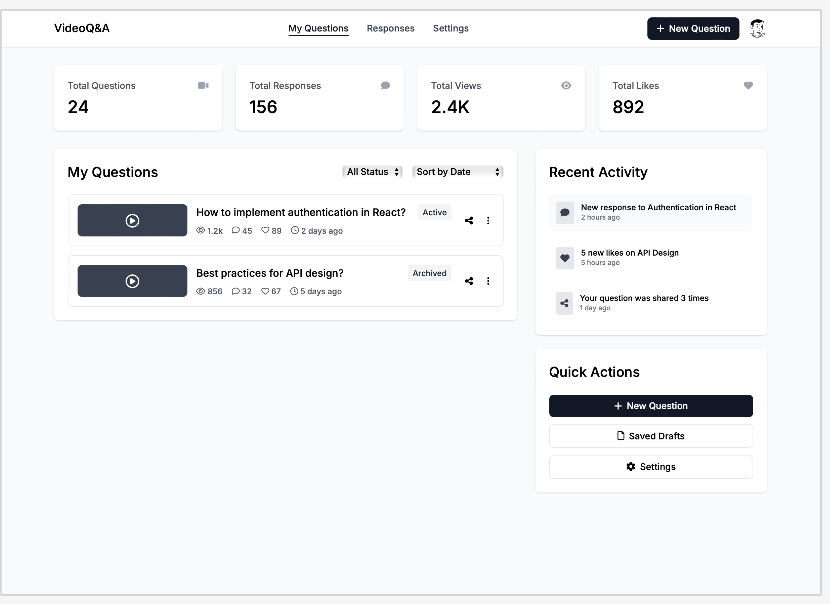 VideoQ&A
My Questions Responses Settings
+ New Question
Total Questions
24
Total Responses
156
Total Views
2.4K
Total Likes
892
My Questions
All Status
Sort by Date
How to implement authentication in React?
Active
1.2k 45 89 2 days ago
Best practices for API design?
Archived
856 32 67 5 days ago
Recent Activity
New response to Authentication in React
2 hours ago
5 new likes on API Design
5 hours ago
Your question was shared 3 times
1 day ago
Quick Actions
+ New Question
Saved Drafts
Settings